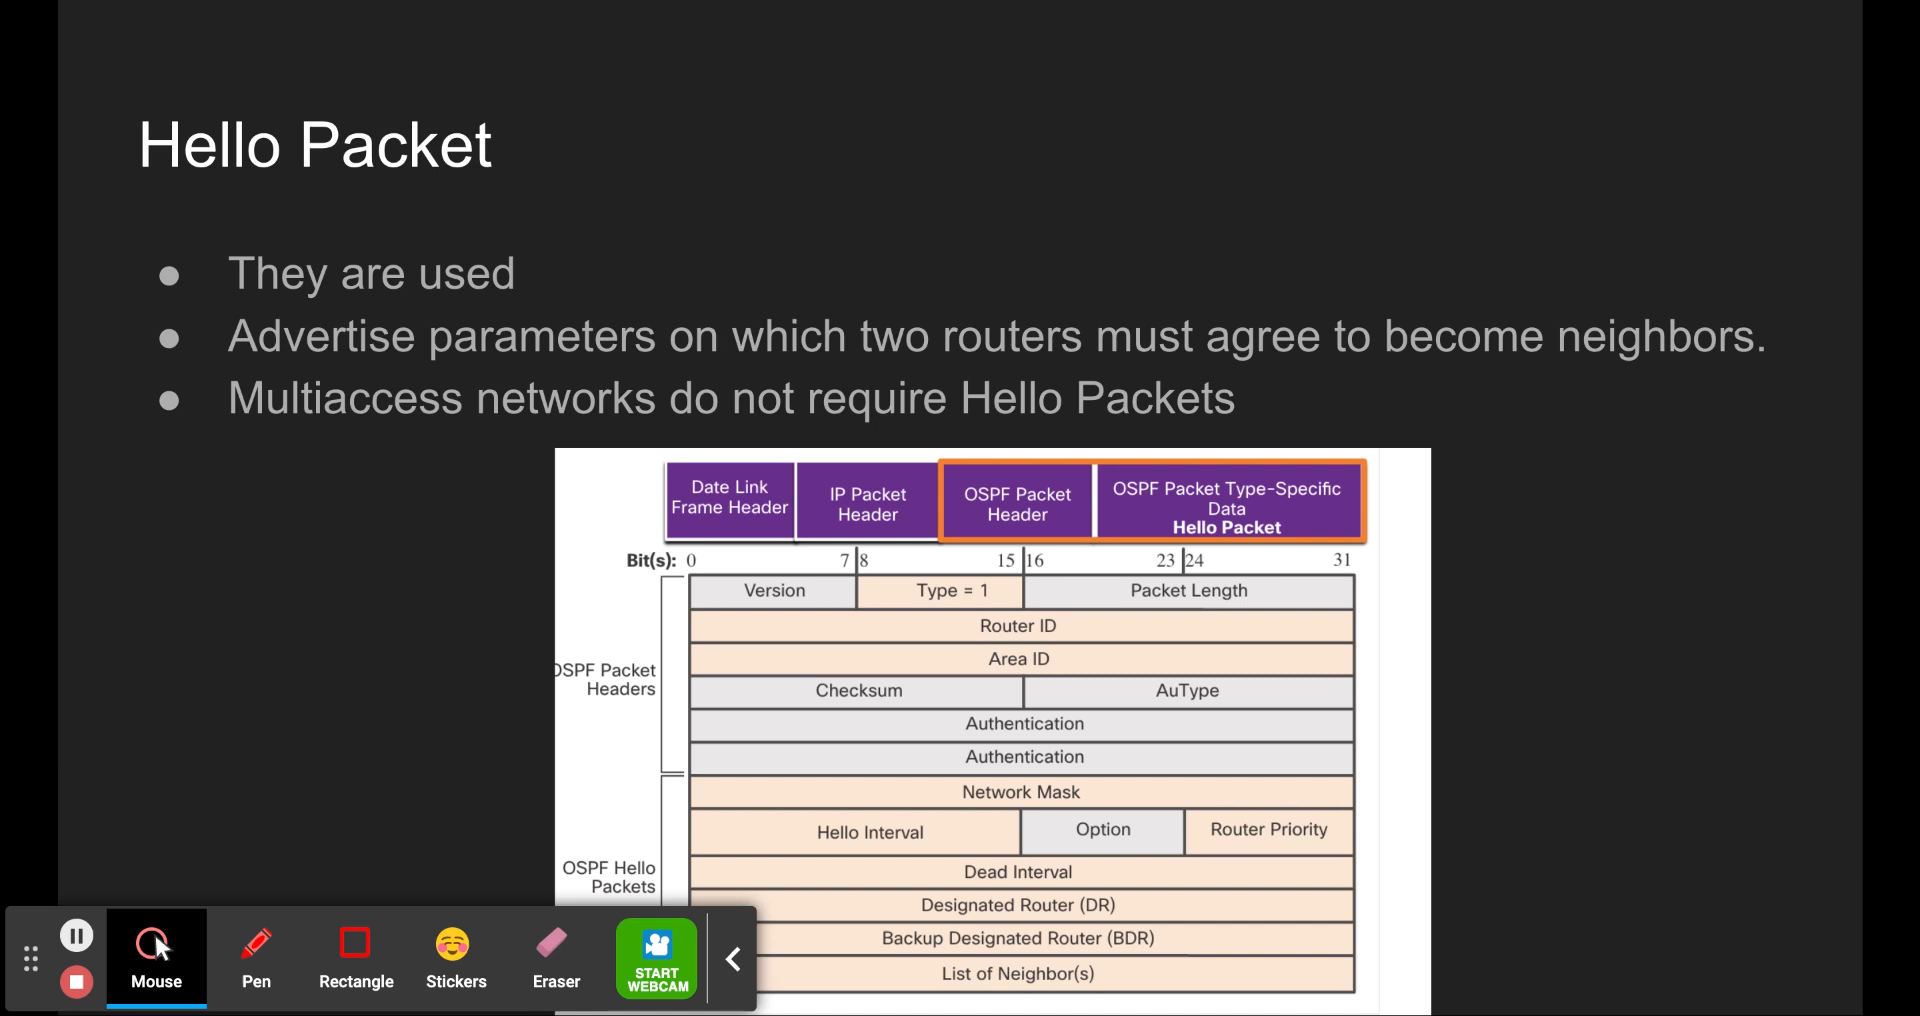 Hello Packet
● They are used
● Advertise parameters on which two routers must agree to become neighbors.
● Multiaccess networks do not require Hello Packets
Date Link
Frame Header
IP Packet
Header
OSPF Packet
Header
OSPF Packet Type-Specific
Data
Hello Packet
Bit(s): 0 7 8 15 16 23 24 31
Version Type = 1 Packet Length
Router ID
Area ID
OSPF Packet
Headers
Checksum AuType
Authentication
Authentication
Network Mask
Hello Interval Option Router Priority
OSPF Hello
Packets
Dead Interval
Designated Router (DR)
Backup Designated Router (BDR)
List of Neighbor(s)
Mouse Pen Rectangle Stickers Eraser
START
WEBCAM